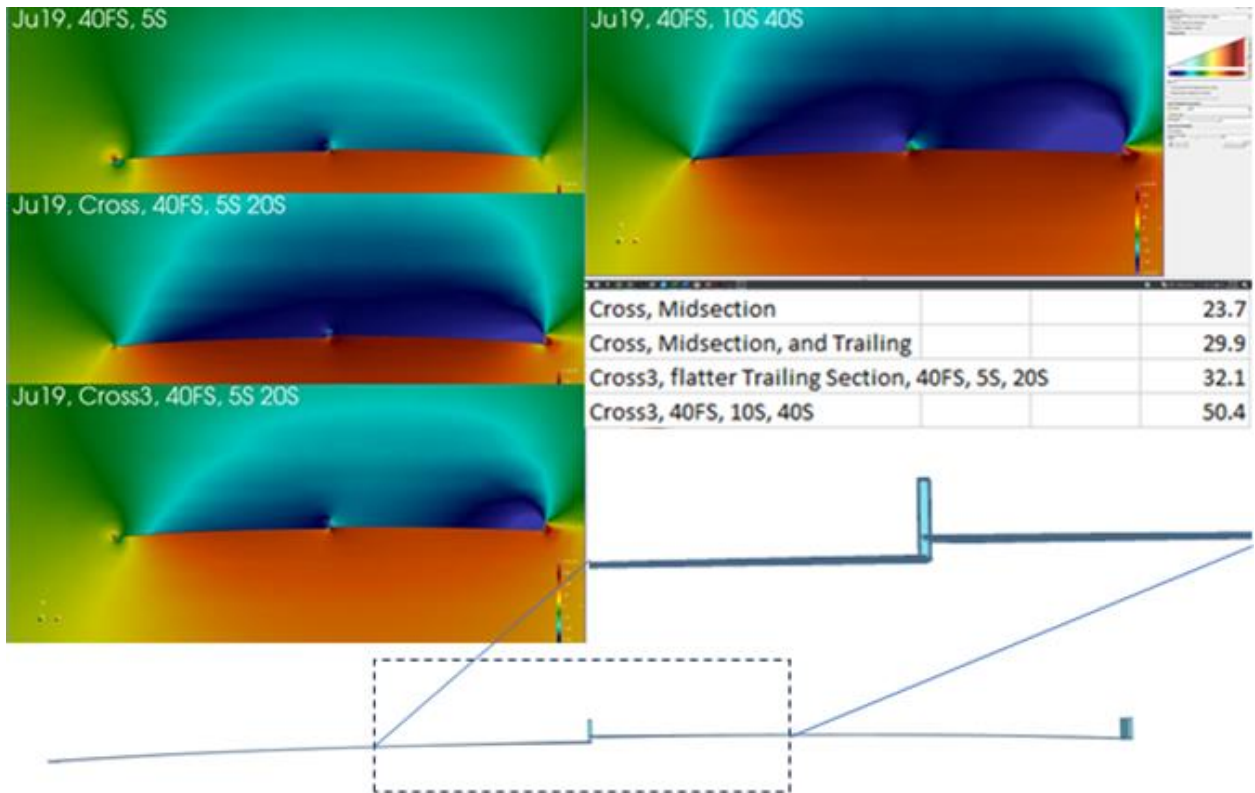 Ju19, 40FS, 5S
Ju19, 40FS, 10S 40S
Ju19, Cross, 40FS, 5S 20S
Ju19, Cross3, 40FS, 5S 20S
Cross, Midsection 23.7
Cross, Midsection, and Trailing 29.9
Cross3, flatter Trailing Section, 40FS, 5S, 20S 32.1
Cross3, 40FS, 10S, 40S 50.4